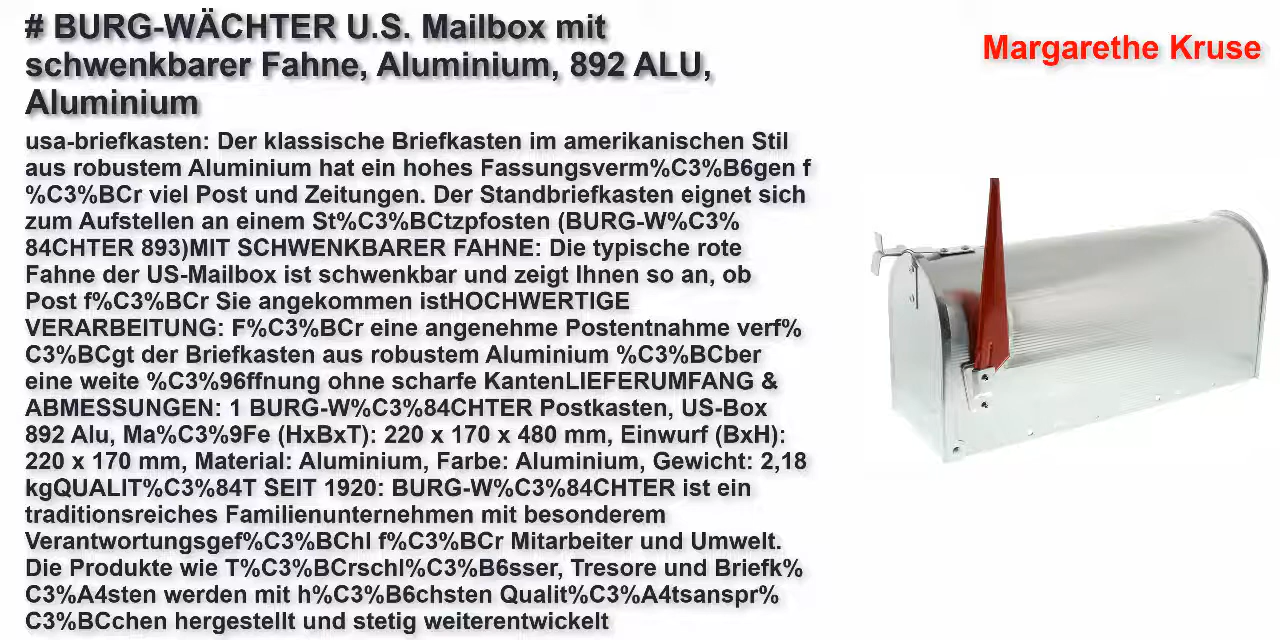 # BURG-WÄCHTER U.S. Mailbox mit
schwenkbarer Fahne, Aluminium, 892 ALU,
Aluminium
Margarethe Kruse
usa-briefkasten: Der klassische Briefkasten im amerikanischen Stil
aus robustem Aluminium hat ein hohes Fassungsverm%C3%B6gen f
%C3%BCr viel Post und Zeitungen. Der Standbriefkasten eignet sich
zum Aufstellen an einem St%C3%BCtzpfosten (BURG-W%C3%
84CHTER 893)MIT SCHWENKBARER FAHNE: Die typische rote
Fahne der US-Mailbox ist schwenkbar und zeigt Ihnen so an, ob
Post f%C3%BCr Sie angekommen istHOCHWERTIGE
VERARBEITUNG: F%C3%BCr eine angenehme Postentnahme verf%
C3%BCgt der Briefkasten aus robustem Aluminium %C3%BCber
eine weite %C3%96ffnung ohne scharfe KantenLIEFERUMFANG &
ABMESSUNGEN: 1 BURG-W%C3%84CHTER Postkasten, US-Box
892 Alu, Ma%C3%9Fe (HxBxT): 220 x 170 x 480 mm, Einwurf (BxH):
220 x 170 mm, Material: Aluminium, Farbe: Aluminium, Gewicht: 2,18
kgQUALIT%C3%84T SEIT 1920: BURG-W%C3%84CHTER ist ein
traditionsreiches Familienunternehmen mit besonderem
Verantwortungsgef%C3%BChl f%C3%BCr Mitarbeiter und Umwelt.
Die Produkte wie T%C3%BCrschl%C3%B6sser, Tresore und Briefk%
C3%A4sten werden mit h%C3%B6chsten Qualit%C3%A4tsanspr%
C3%BCchen hergestellt und stetig weiterentwickelt